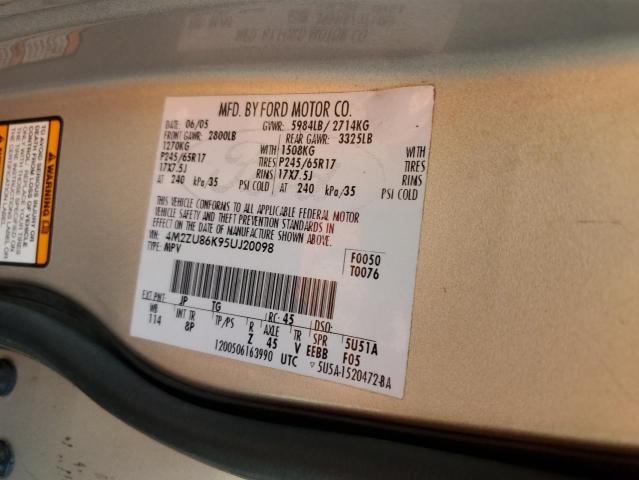 MFD. BY FORD MOTOR CO.
06/05 GVWR: 5984LB/ 2714KG
FRONT GAWR: 2800LB REAR GAWR: 3325LB
1270KG WITH 1508KG WITH
P245/65R17 TIRES P245/65R17 TIRES
17X7.5J RIMS 17X7.5J RIMS
AT 240 kPa/35 PSI COLD AT 240 kPa/35 PSI COLD
THIS VEHICLE CONFORMS TO ALL APPLICABLE FEDERAL MOTOR
VEHICLE SAFETY AND THEFT PREVENTION STANDARDS IN
EFFECT ON THE DATE OF MANUFACTURE SHOWN ABOVE.
4M2ZU86K95UJ20098
TYPE: MPV
F0050
T0076
EXT PNT: JP TG RC: 45 DSO:
WB INT TR TP/PS R AXLE TR SPR 5U51A
114 8P Z 45 V EEBB F05
1200506163990 UTC ▽5U5A-1520472-BA